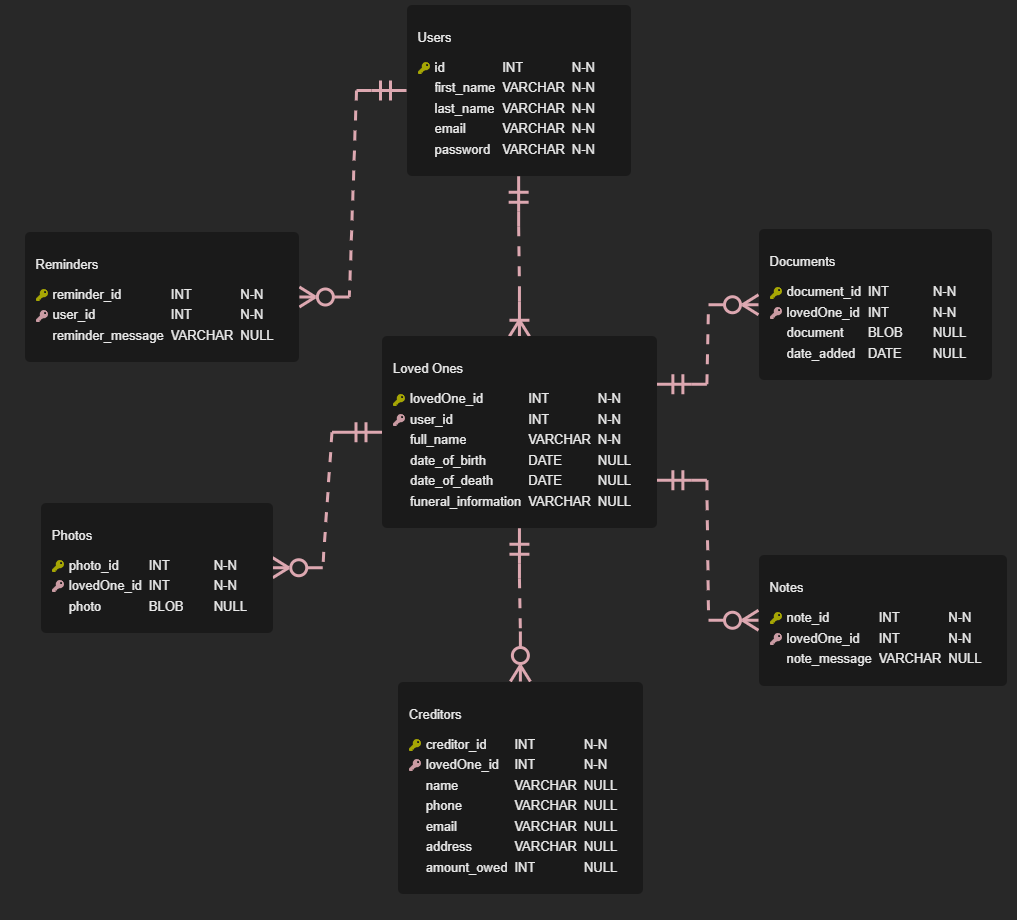 Users
id INT N-N
first_name VARCHAR N-N
last_name VARCHAR N-N
email VARCHAR N-N
password VARCHAR N-N
Reminders
reminder_id INT N-N
user_id INT N-N
reminder_message VARCHAR NULL
Documents
document_id INT N-N
lovedOne_id INT N-N
document BLOB NULL
date_added DATE NULL
Loved Ones
lovedOne_id INT N-N
user_id INT N-N
full_name VARCHAR N-N
date_of_birth DATE NULL
date_of_death DATE NULL
funeral_information VARCHAR NULL
Photos
photo_id INT N-N
lovedOne_id INT N-N
photo BLOB NULL
Notes
note_id INT N-N
lovedOne_id INT N-N
note_message VARCHAR NULL
Creditors
creditor_id INT N-N
lovedOne_id INT N-N
name VARCHAR NULL
phone VARCHAR NULL
email VARCHAR NULL
address VARCHAR NULL
amount_owed INT NULL